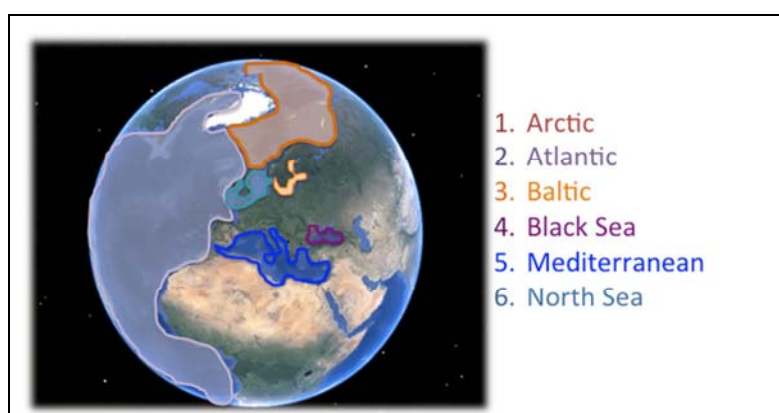 1. Arctic
2. Atlantic
3. Baltic
4. Black Sea
5. Mediterranean
6. North Sea